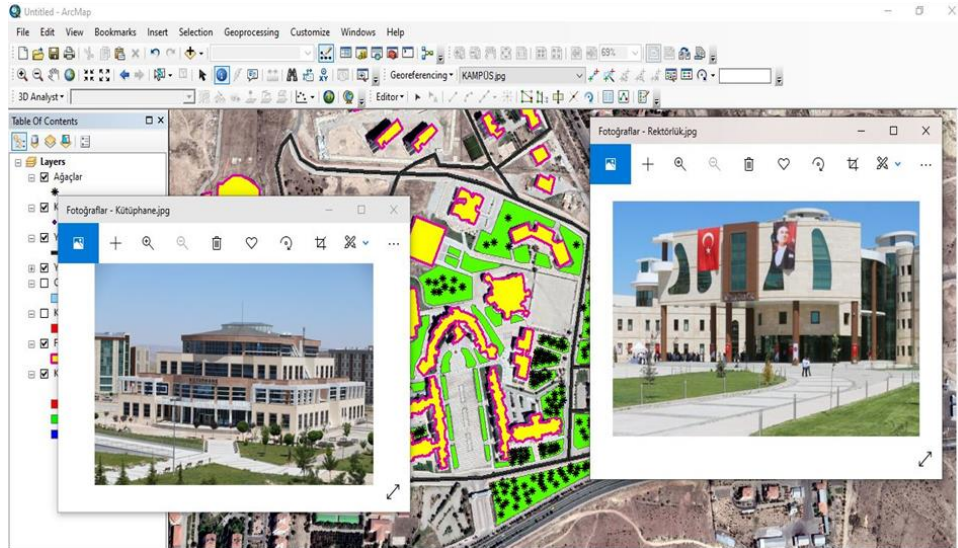 Untitled - ArcMap
File Edit View Bookmarks Insert Selection Geoprocessing Customize Windows Help
69%
Georeferencing KAMPÜS.jpg
3D Analyst Editor
Table Of Contents
Layers
Ağaçlar
K
Y
Y
K
F
K
Fotoğraflar - Kütüphane.jpg
Fotoğraflar - Rektörlük.jpg